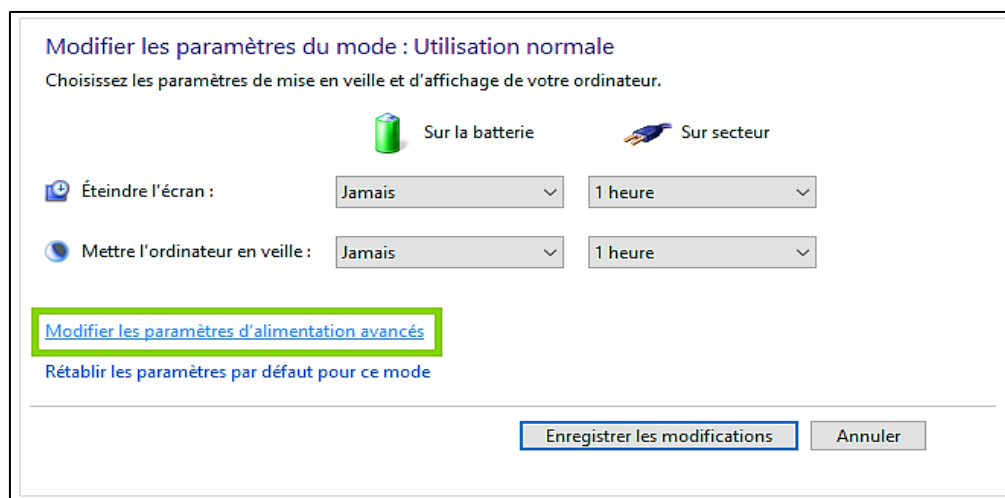 Modifier les paramètres du mode : Utilisation normale
Choisissez les paramètres de mise en veille et d'affichage de votre ordinateur.
Sur la batterie Sur secteur
Éteindre l'écran : Jamais 1 heure
Mettre l'ordinateur en veille : Jamais 1 heure
Modifier les paramètres d'alimentation avancés
Rétablir les paramètres par défaut pour ce mode
Enregistrer les modifications Annuler